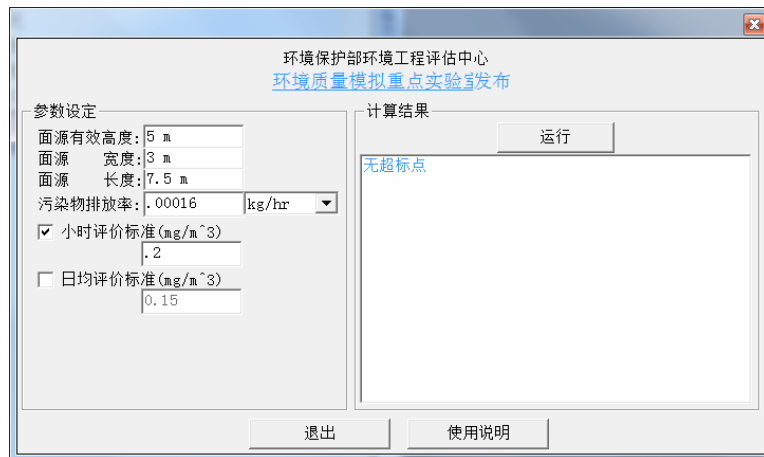 环境保护部环境工程评估中心
环境质量模拟重点实验室发布
参数设定
面源有效高度:5 m
面源 宽度:3 m
面源 长度:7.5 m
污染物排放率:.00016 kg/hr
小时评价标准(mg/m^3)
.2
日均评价标准(mg/m^3)
0.15
计算结果
运行
无超标点
退出
使用说明